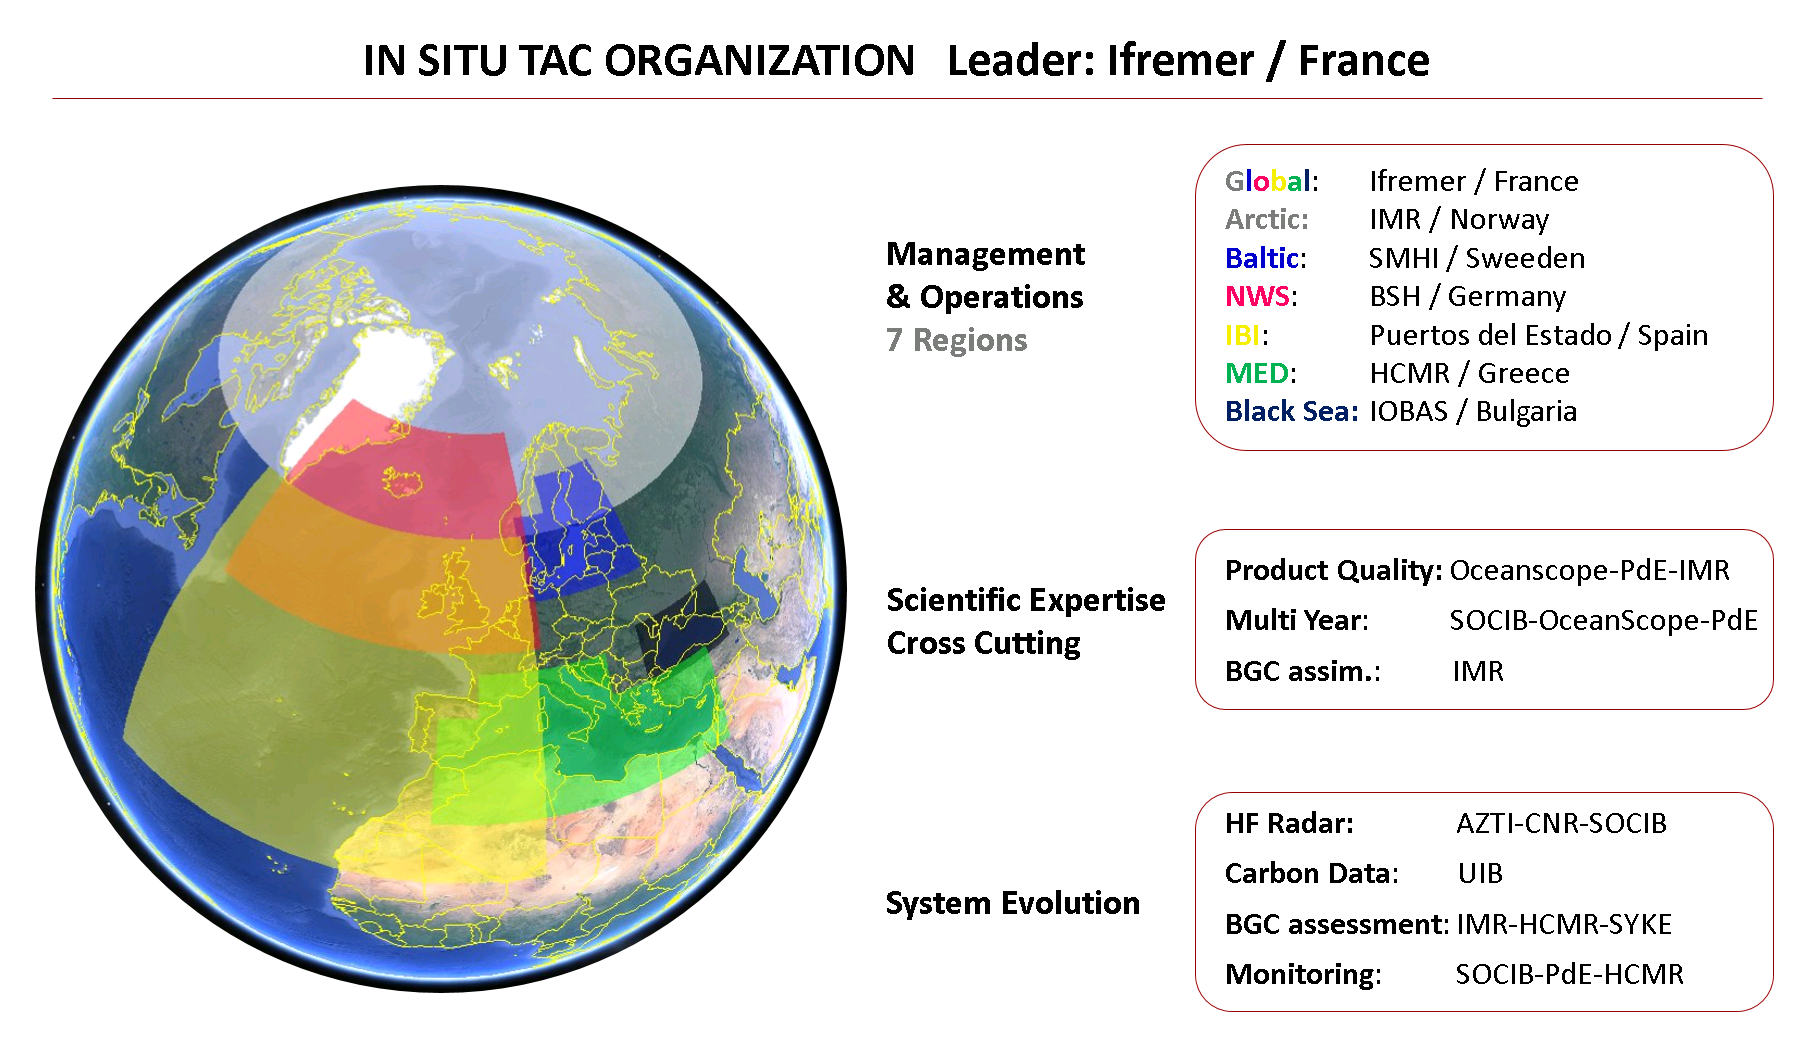 IN SITU TAC ORGANIZATION Leader: Ifremer / France
Management
& Operations
7 Regions
Global: Ifremer / France
Arctic: IMR / Norway
Baltic: SMHI / Sweeden
NWS: BSH / Germany
IBI: Puertos del Estado / Spain
MED: HCMR / Greece
Black Sea: IOBAS / Bulgaria
Scientific Expertise
Cross Cutting
Product Quality: Oceanscope-PdE-IMR
Multi Year: SOCIB-OceanScope-PdE
BGC assim.: IMR
System Evolution
HF Radar: AZTI-CNR-SOCIB
Carbon Data: UIB
BGC assessment: IMR-HCMR-SYKE
Monitoring: SOCIB-PdE-HCMR